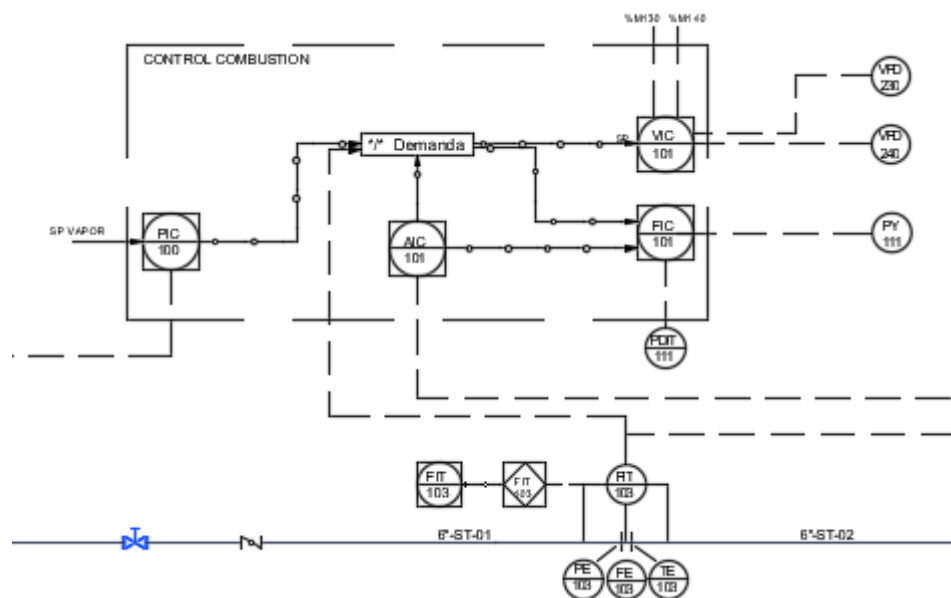 %M130 %M140
CONTROL COMBUSTION
VFD
230
*/* Demanda
SP
VIC
101
VFD
240
SP VAPOR
PIC
100
AIC
101
FIC
101
PY
111
PDIT
111
FIT
103
FIT
103
FIT
103
6"-ST-01
6"-ST-02
PE
103
FE
103
TE
103